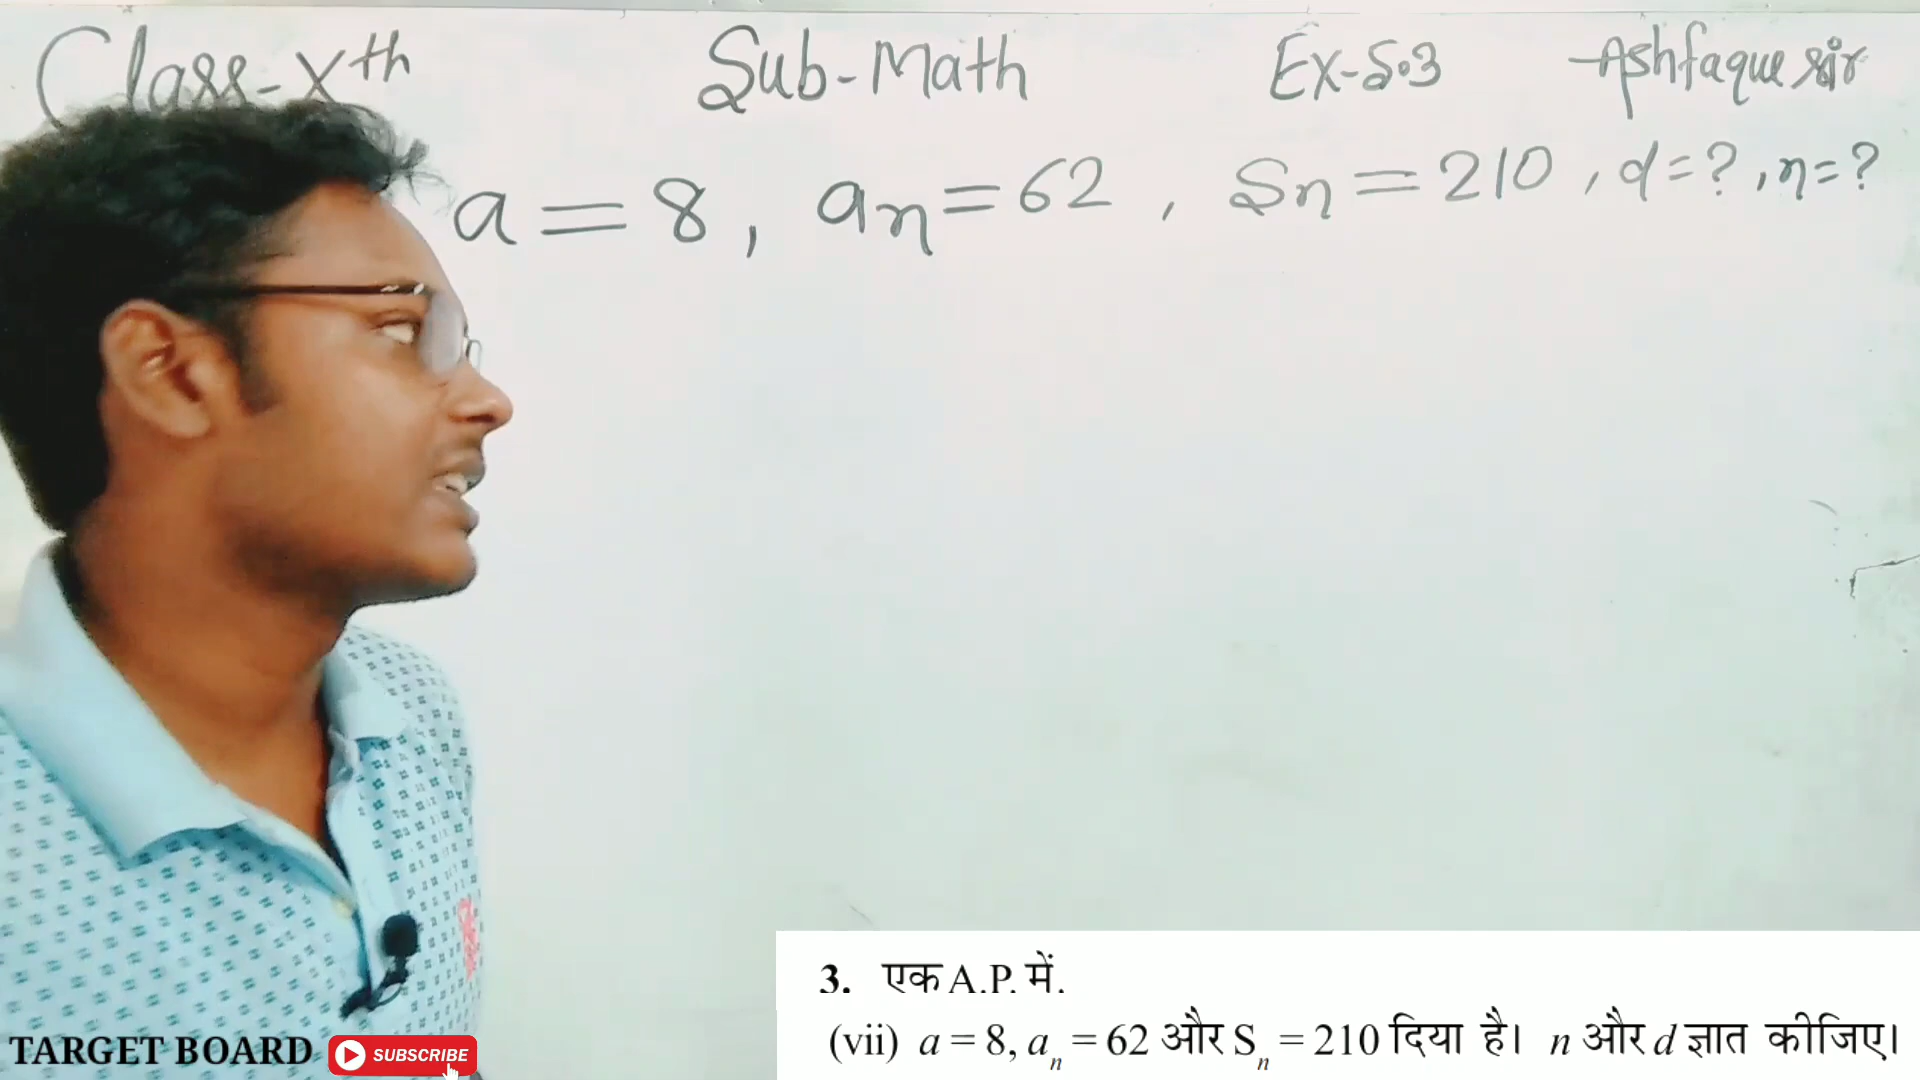 Class-Xth Sub-Math Ex-5.3 Ashfaque sir
a = 8, an = 62, Sn = 210, d=?, n=?
3. एक A.P. में.
(vii) a = 8, an = 62 और Sn = 210 दिया है। n और d ज्ञात कीजिए।
TARGET BOARD SUBSCRIBE